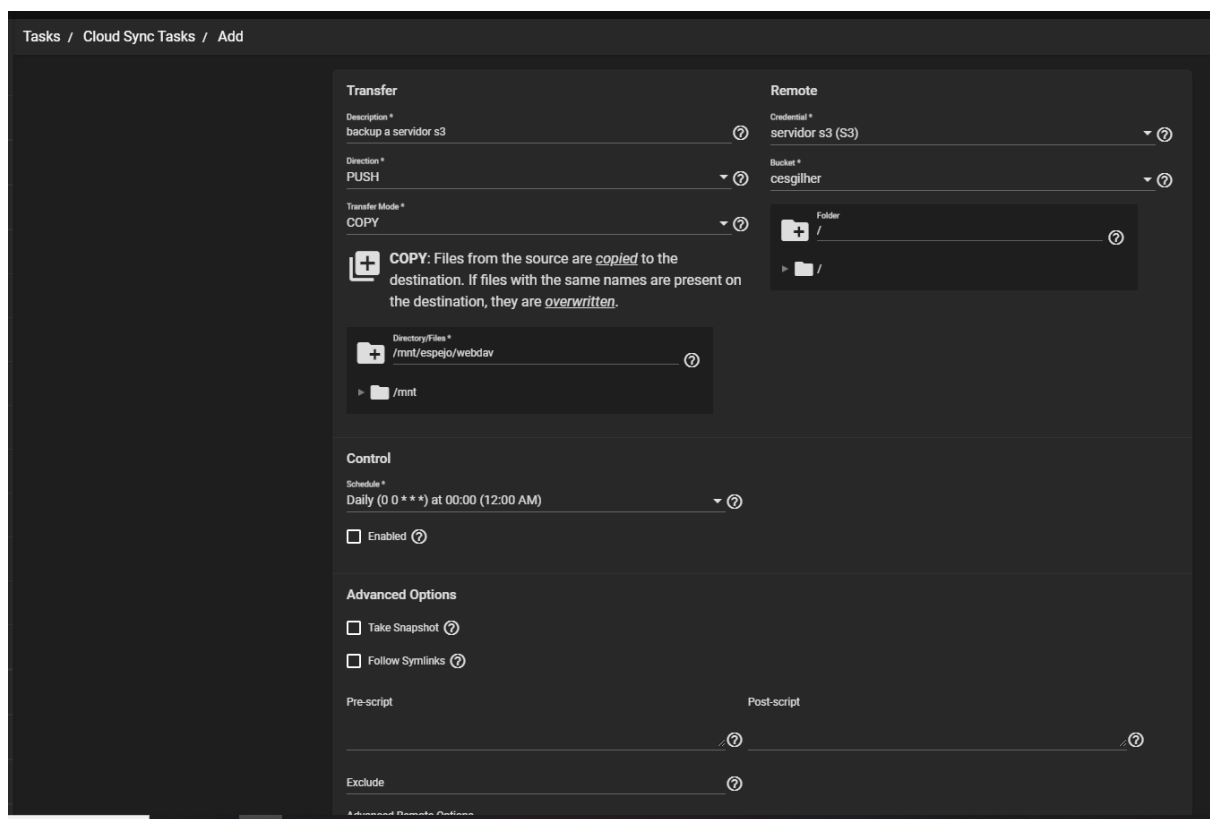 Tasks / Cloud Sync Tasks / Add
Transfer
Description *
backup a servidor s3
Direction *
PUSH
Transfer Mode *
COPY
COPY: Files from the source are copied to the
destination. If files with the same names are present on
the destination, they are overwritten.
Directory/Files *
/mnt/espejo/webdav
/mnt
Remote
Credential *
servidor s3 (S3)
Bucket *
cesgilher
Folder
/
/
Control
Schedule *
Daily (0 0 * * *) at 00:00 (12:00 AM)
Enabled
Advanced Options
Take Snapshot
Follow Symlinks
Pre-script
Post-script
Exclude
Advanced Remote Options